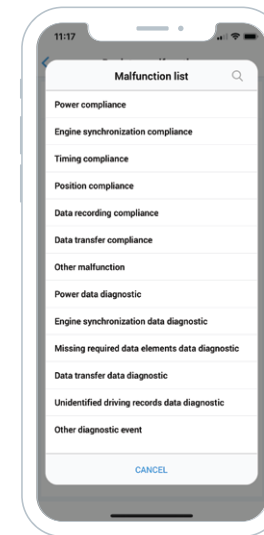 11:17
Malfunction list
Power compliance
Engine synchronization compliance
Timing compliance
Position compliance
Data recording compliance
Data transfer compliance
Other malfunction
Power data diagnostic
Engine synchronization data diagnostic
Missing required data elements data diagnostic
Data transfer data diagnostic
Unidentified driving records data diagnostic
Other diagnostic event
CANCEL